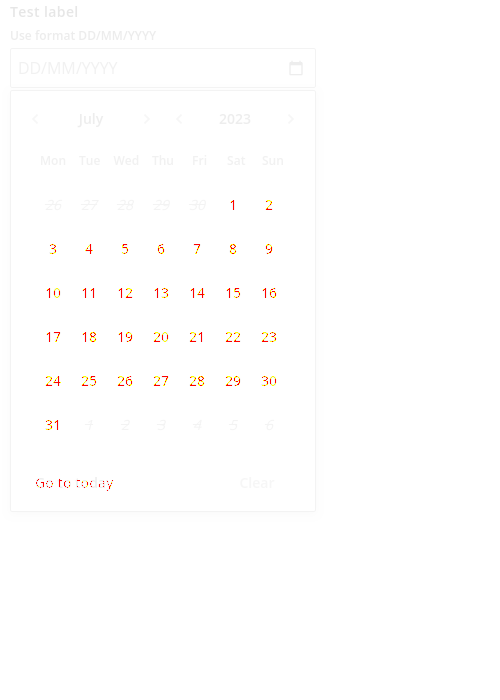 Test label
Use format DD/MM/YYYY
DD/MM/YYYY
July 2023
Mon Tue Wed Thu Fri Sat Sun
26 27 28 29 30 1 2
3 4 5 6 7 8 9
10 11 12 13 14 15 16
17 18 19 20 21 22 23
24 25 26 27 28 29 30
31 1 2 3 4 5 6
Go to today Clear